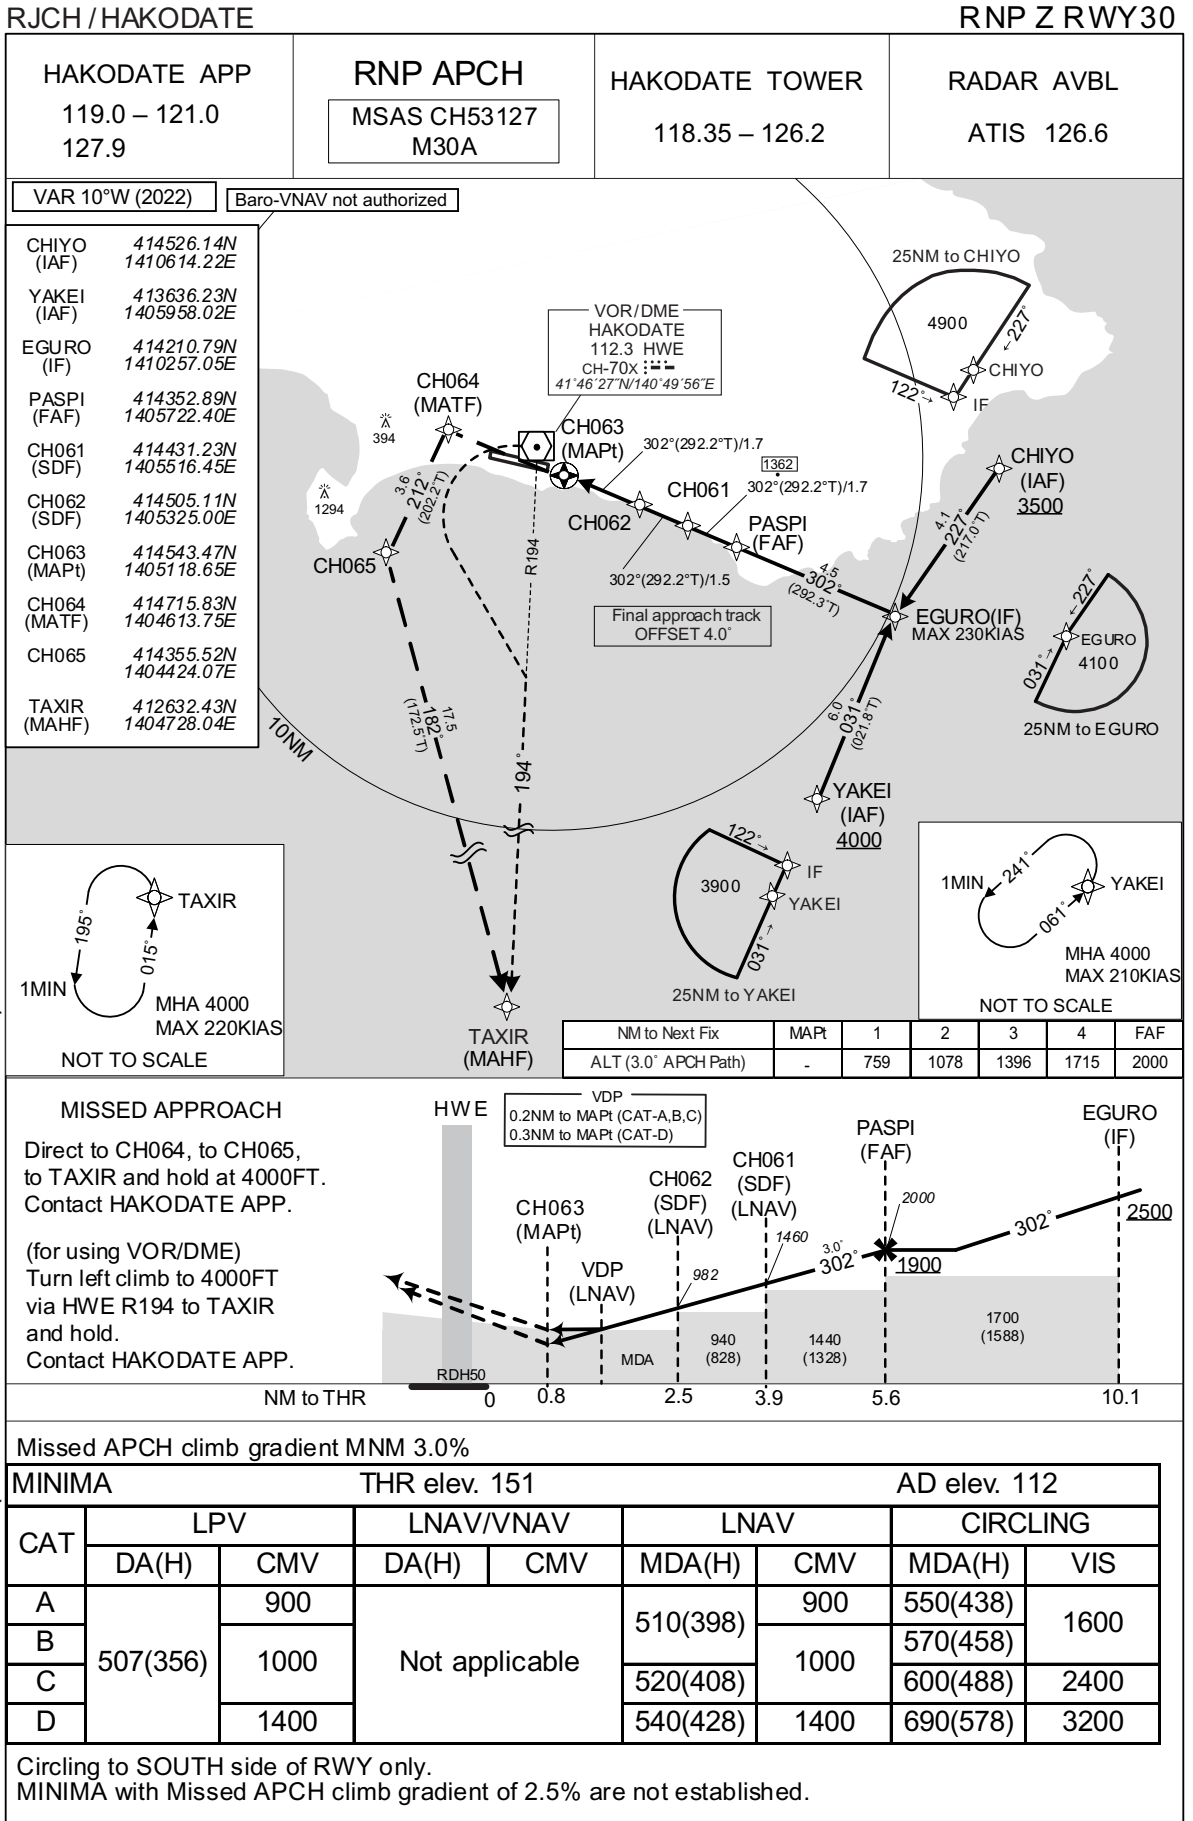 RJCH / HAKODATE
RNP Z RWY30
HAKODATE APP
119.0 – 121.0
127.9
RNP APCH
MSAS CH53127
M30A
HAKODATE TOWER
118.35 – 126.2
RADAR AVBL
ATIS 126.6
VAR 10°W (2022)
Baro-VNAV not authorized
CHIYO 414526.14N
(IAF) 1410614.22E
YAKEI 413636.23N
(IAF) 1405958.02E
EGURO 414210.79N
(IF) 1410257.05E
PASPI 414352.89N
(FAF) 1405722.40E
CH061 414431.23N
(SDF) 1405516.45E
CH062 414505.11N
(SDF) 1405325.00E
CH063 414543.47N
(MAPt) 1405118.65E
CH064 414715.83N
(MATF) 1404613.75E
CH065 414355.52N
1404424.07E
TAXIR 412632.43N
(MAHF) 1404728.04E
25NM to CHIYO
4900
←227°
CHIYO
122°→
IF
VOR/DME
HAKODATE
112.3 HWE
CH-70X
41°46´27˝N/140°49´56˝E
CH064
(MATF)
394
1294
CH063
(MAPt)
302°(292.2°T)/1.7
1362
302°(292.2°T)/1.7
CH061
CH062
PASPI
(FAF)
302°(292.2°T)/1.5
4.5
302°
(292.3°T)
Final approach track
OFFSET 4.0°
CHIYO
(IAF)
3500
4.1
227°
(217.0°T)
EGURO(IF)
MAX 230KIAS
←227°
EGURO
4100
031°→
25NM to EGURO
6.0
031°
(021.8°T)
YAKEI
(IAF)
4000
3.6
212°
(202.2°T)
CH065
R194
17.5
182°
(172.5°T)
194°
10NM
122°→
IF
3900
YAKEI
031°→
25NM to YAKEI
TAXIR
195°
015°
1MIN
MHA 4000
MAX 220KIAS
NOT TO SCALE
TAXIR
(MAHF)
1MIN
241°
YAKEI
061°
MHA 4000
MAX 210KIAS
NOT TO SCALE
NM to Next Fix MAPt 1 2 3 4 FAF
ALT (3.0° APCH Path) - 759 1078 1396 1715 2000
MISSED APPROACH
Direct to CH064, to CH065,
to TAXIR and hold at 4000FT.
Contact HAKODATE APP.
(for using VOR/DME)
Turn left climb to 4000FT
via HWE R194 to TAXIR
and hold.
Contact HAKODATE APP.
HWE
VDP
0.2NM to MAPt (CAT-A,B,C)
0.3NM to MAPt (CAT-D)
EGURO
(IF)
PASPI
(FAF)
CH061
(SDF)
(LNAV)
CH062
(SDF)
(LNAV)
CH063
(MAPt)
VDP
(LNAV)
2000
2500
302°
1460
3.0°
302°
1900
982
1700
(1588)
940
(828)
1440
(1328)
MDA
RDH50
NM to THR 0 0.8 2.5 3.9 5.6 10.1
Missed APCH climb gradient MNM 3.0%
MINIMA THR elev. 151 AD elev. 112
CAT LPV LNAV/VNAV LNAV CIRCLING
DA(H) CMV DA(H) CMV MDA(H) CMV MDA(H) VIS
A 507(356) 900 Not applicable 510(398) 900 550(438) 1600
B 1000 1000 570(458)
C 520(408) 600(488) 2400
D 1400 540(428) 1400 690(578) 3200
Circling to SOUTH side of RWY only.
MINIMA with Missed APCH climb gradient of 2.5% are not established.